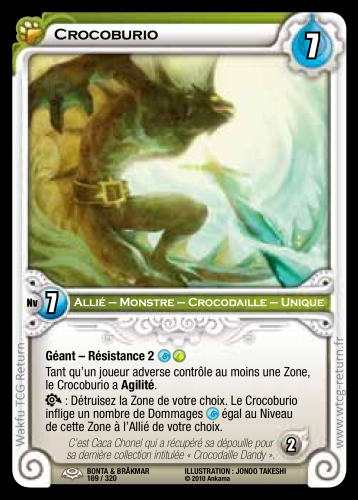 Crocoburio
7
Nv 7
Allié – Monstre – Crocodaille – Unique
Géant – Résistance 2
Tant qu'un joueur adverse contrôle au moins une Zone,
le Crocoburio a Agilité.
: Détruisez la Zone de votre choix. Le Crocoburio
inflige un nombre de Dommages égal au Niveau
de cette Zone à l'Allié de votre choix.
C'est Caca Chonel qui a récupéré sa dépouille pour
sa dernière collection intitulée « Crocodaille Dandy ».
2
BONTA & BRÂKMAR
169 / 320
ILLUSTRATION : JONOO TAKESHI
© 2010 Ankama
Wakfu TCG Return
www.wtcg-return.fr